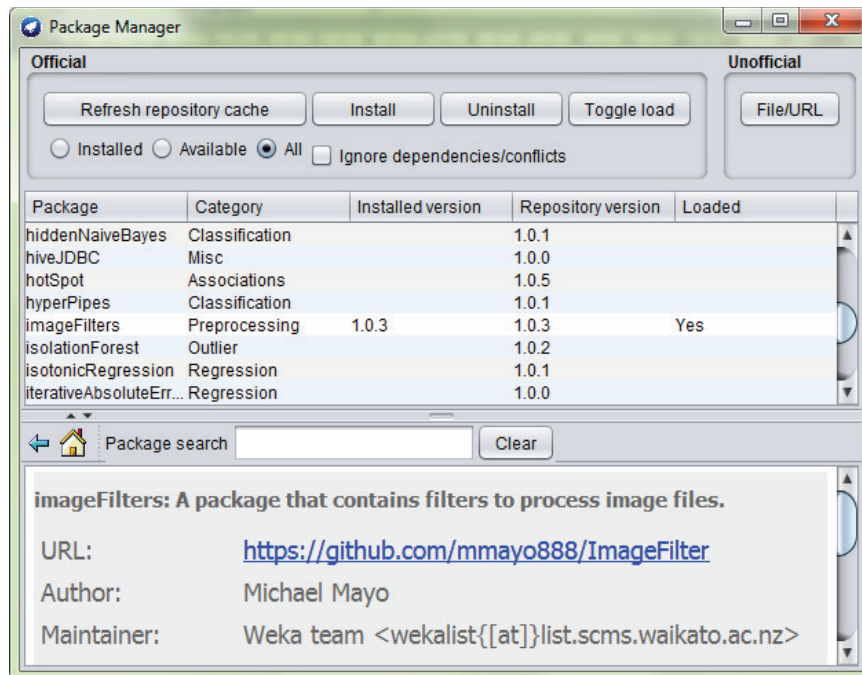 Package Manager
Official
Unofficial
Refresh repository cache Install Uninstall Toggle load File/URL
Installed Available All Ignore dependencies/conflicts
Package Category Installed version Repository version Loaded
hiddenNaiveBayes Classification 1.0.1
hiveJDBC Misc 1.0.0
hotSpot Associations 1.0.5
hyperPipes Classification 1.0.1
imageFilters Preprocessing 1.0.3 1.0.3 Yes
isolationForest Outlier 1.0.2
isotonicRegression Regression 1.0.1
iterativeAbsoluteErr... Regression 1.0.0
Package search Clear
imageFilters: A package that contains filters to process image files.
URL: https://github.com/mmayo888/ImageFilter
Author: Michael Mayo
Maintainer: Weka team <wekalist{[at]}list.scms.waikato.ac.nz>